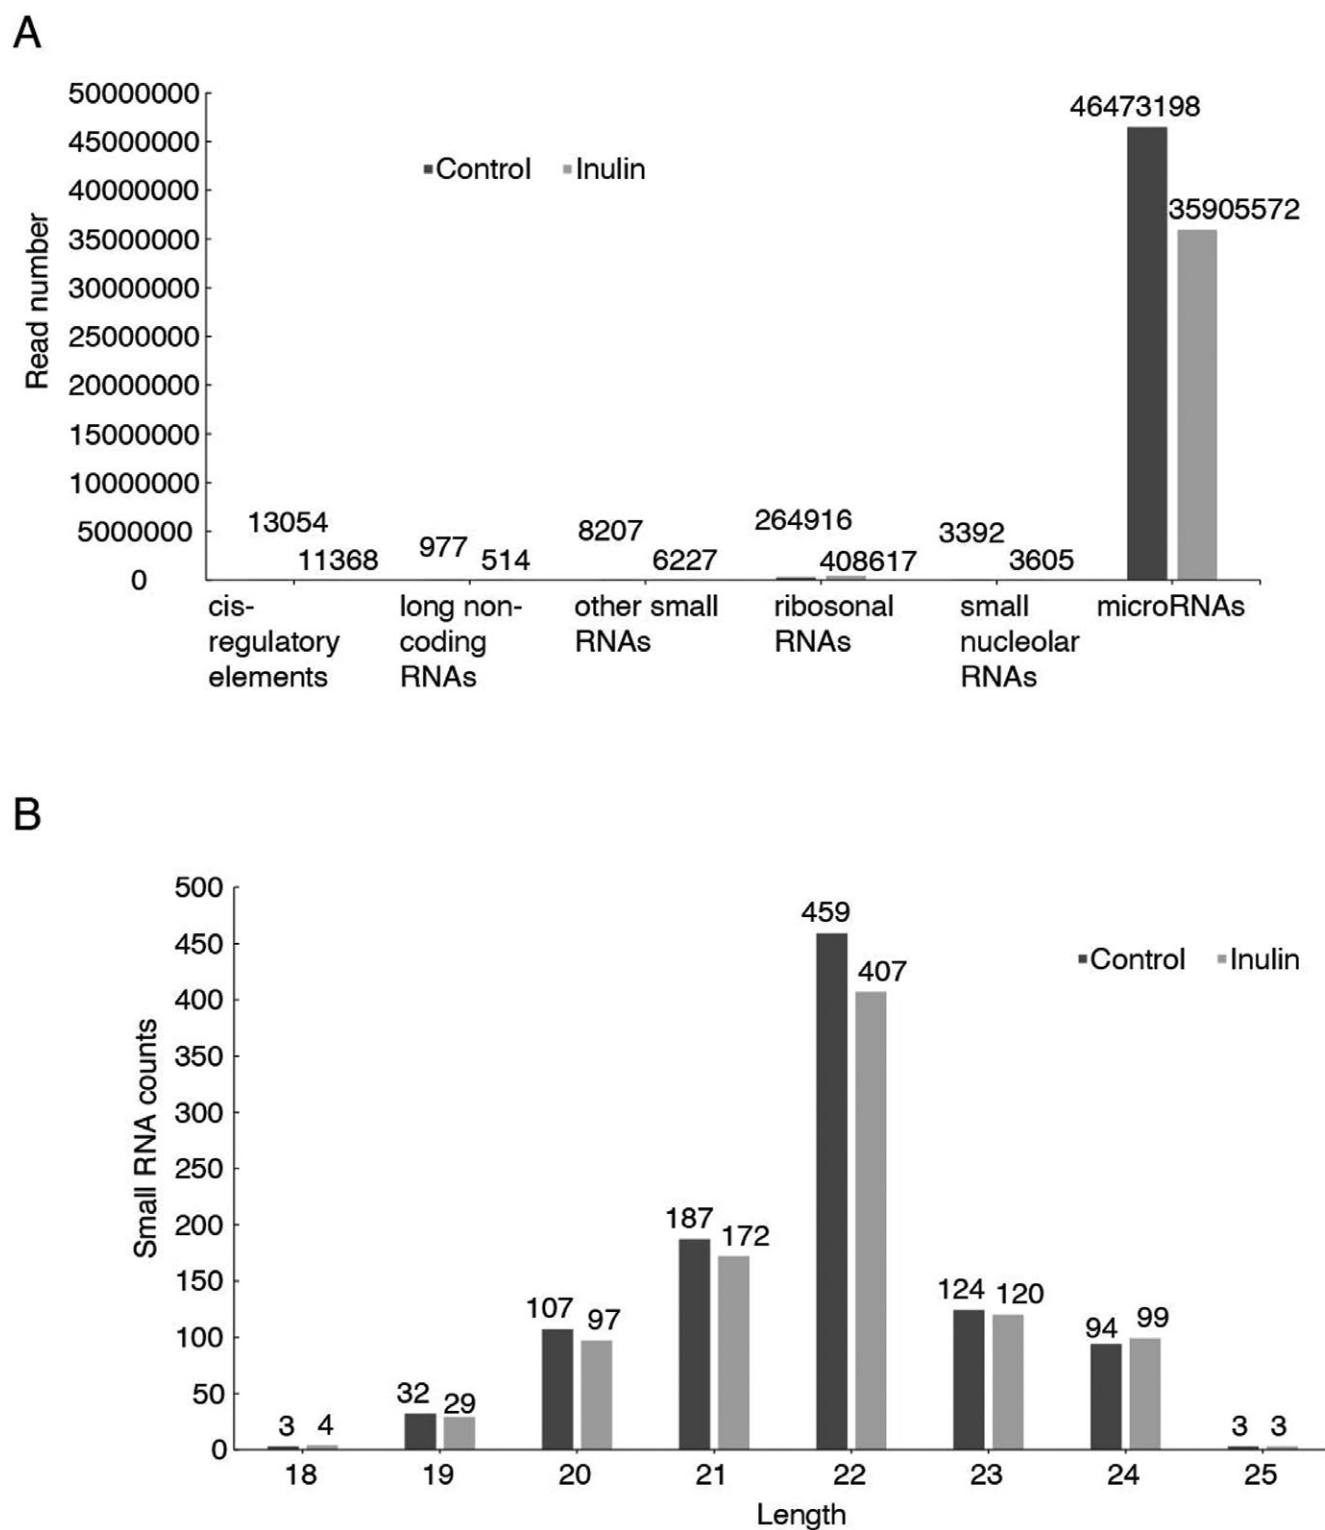 A
50000000
45000000
40000000
35000000
30000000
25000000
20000000
15000000
10000000
5000000
0
Read number
Control
Inulin
46473198
35905572
13054
11368
977
514
8207
6227
264916
408617
3392
3605
cis-
regulatory
elements
long non-
coding
RNAs
other small
RNAs
ribosonal
RNAs
small
nucleolar
RNAs
microRNAs
B
500
450
400
350
300
250
200
150
100
50
0
Small RNA counts
Control
Inulin
3
4
32
29
107
97
187
172
459
407
124
120
94
99
3
3
18
19
20
21
22
23
24
25
Length